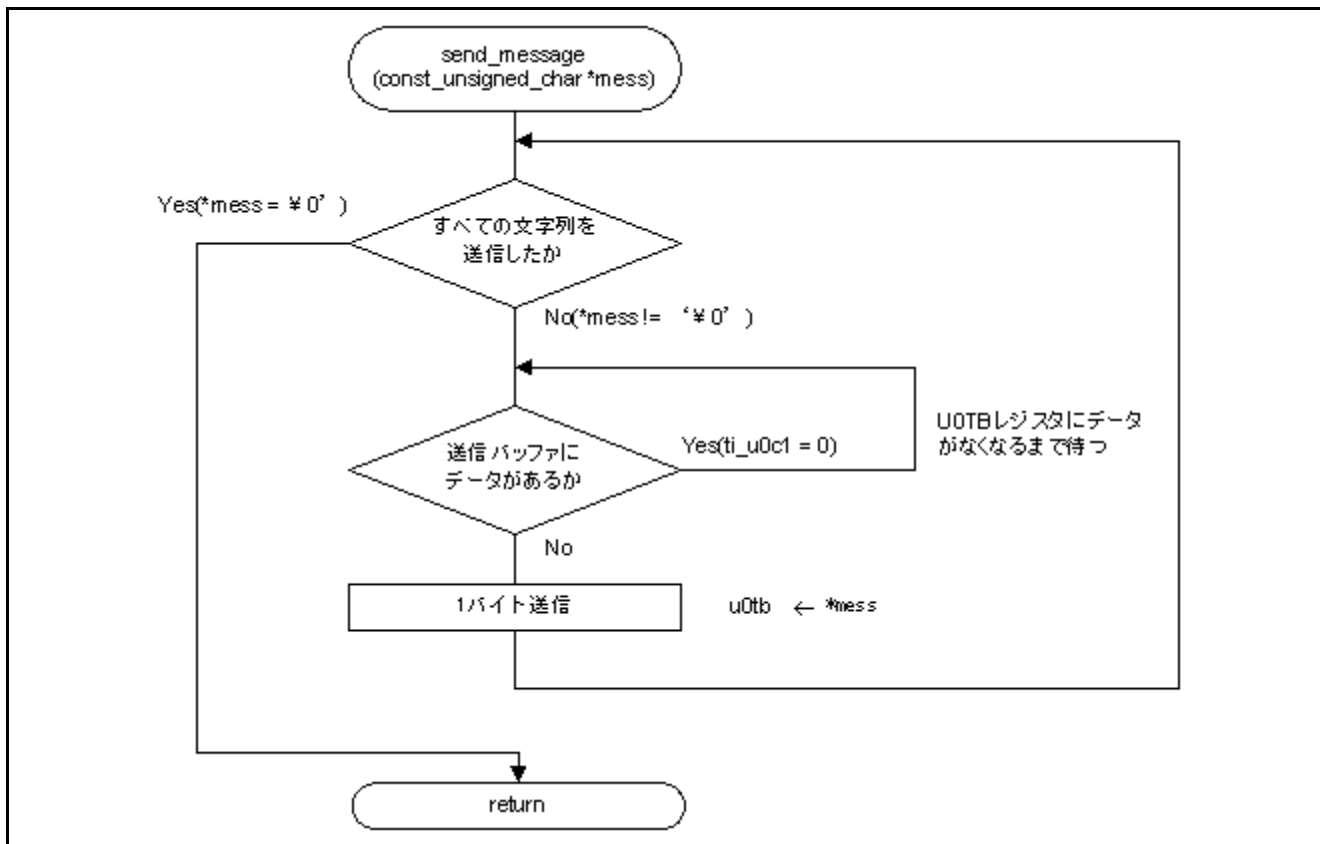 send_message
(const_unsigned_char *mess)
Yes(*mess = ¥0’ )
すべての文字列を
送信したか
No(*mess != ‘¥0’ )
送信バッファに
データがあるか
Yes(ti_u0c1 = 0)
U0TBレジスタにデータ
がなくなるまで待つ
No
1バイト送信
u0tb ← *mess
return